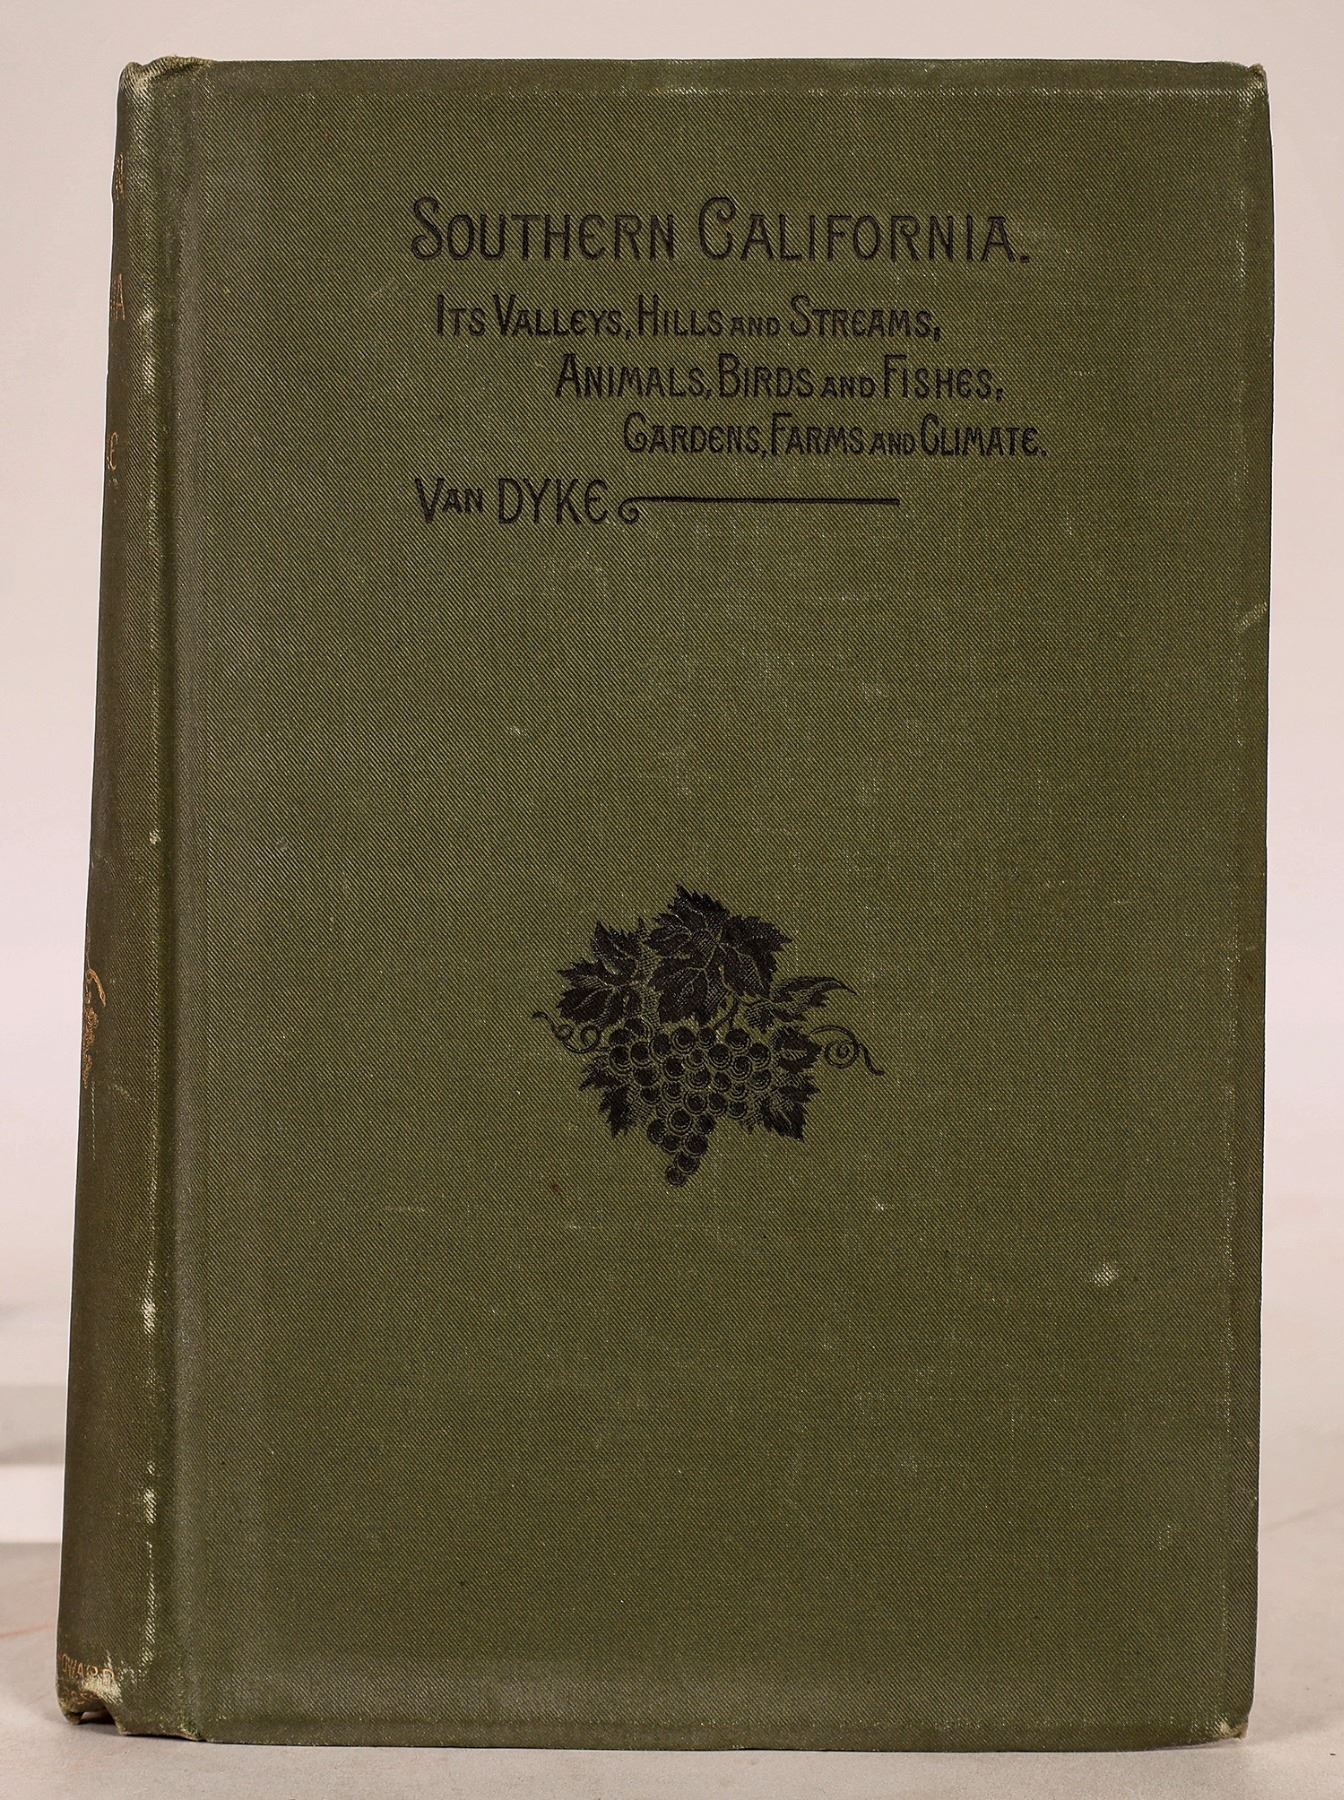 SOUTHERN CALIFORNIA.
ITS VALLEYS, HILLS AND STREAMS,
ANIMALS, BIRDS AND FISHES,
GARDENS, FARMS AND CLIMATE.
VAN DYKE